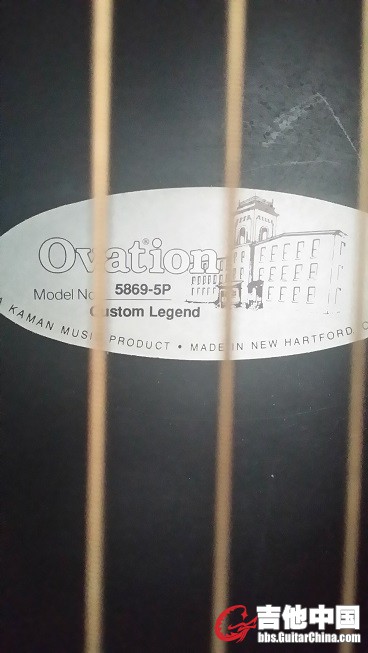 Ovation®
Model No. 5869-5P
Custom Legend
A KAMAN MUSIC PRODUCT • MADE IN NEW HARTFORD C
吉他中国
bbs.GuitarChina.com